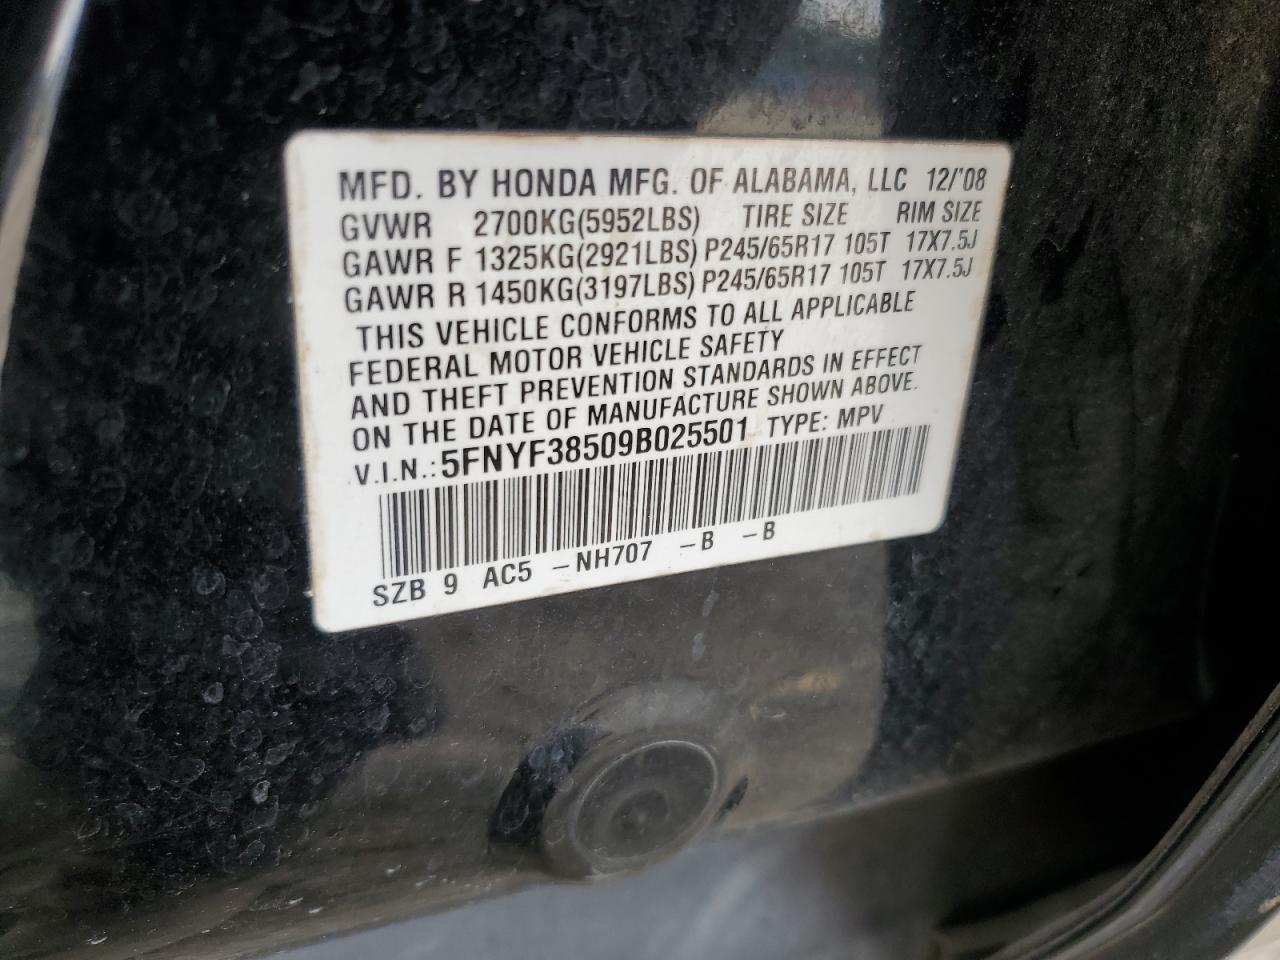 MFD. BY HONDA MFG. OF ALABAMA, LLC 12/'08
GVWR 2700KG(5952LBS) TIRE SIZE RIM SIZE
GAWR F 1325KG(2921LBS) P245/65R17 105T 17X7.5J
GAWR R 1450KG(3197LBS) P245/65R17 105T 17X7.5J
THIS VEHICLE CONFORMS TO ALL APPLICABLE
FEDERAL MOTOR VEHICLE SAFETY
AND THEFT PREVENTION STANDARDS IN EFFECT
ON THE DATE OF MANUFACTURE SHOWN ABOVE.
V.I.N.: 5FNYF38509B025501 TYPE: MPV
SZB 9 AC5 -NH707 -B -B